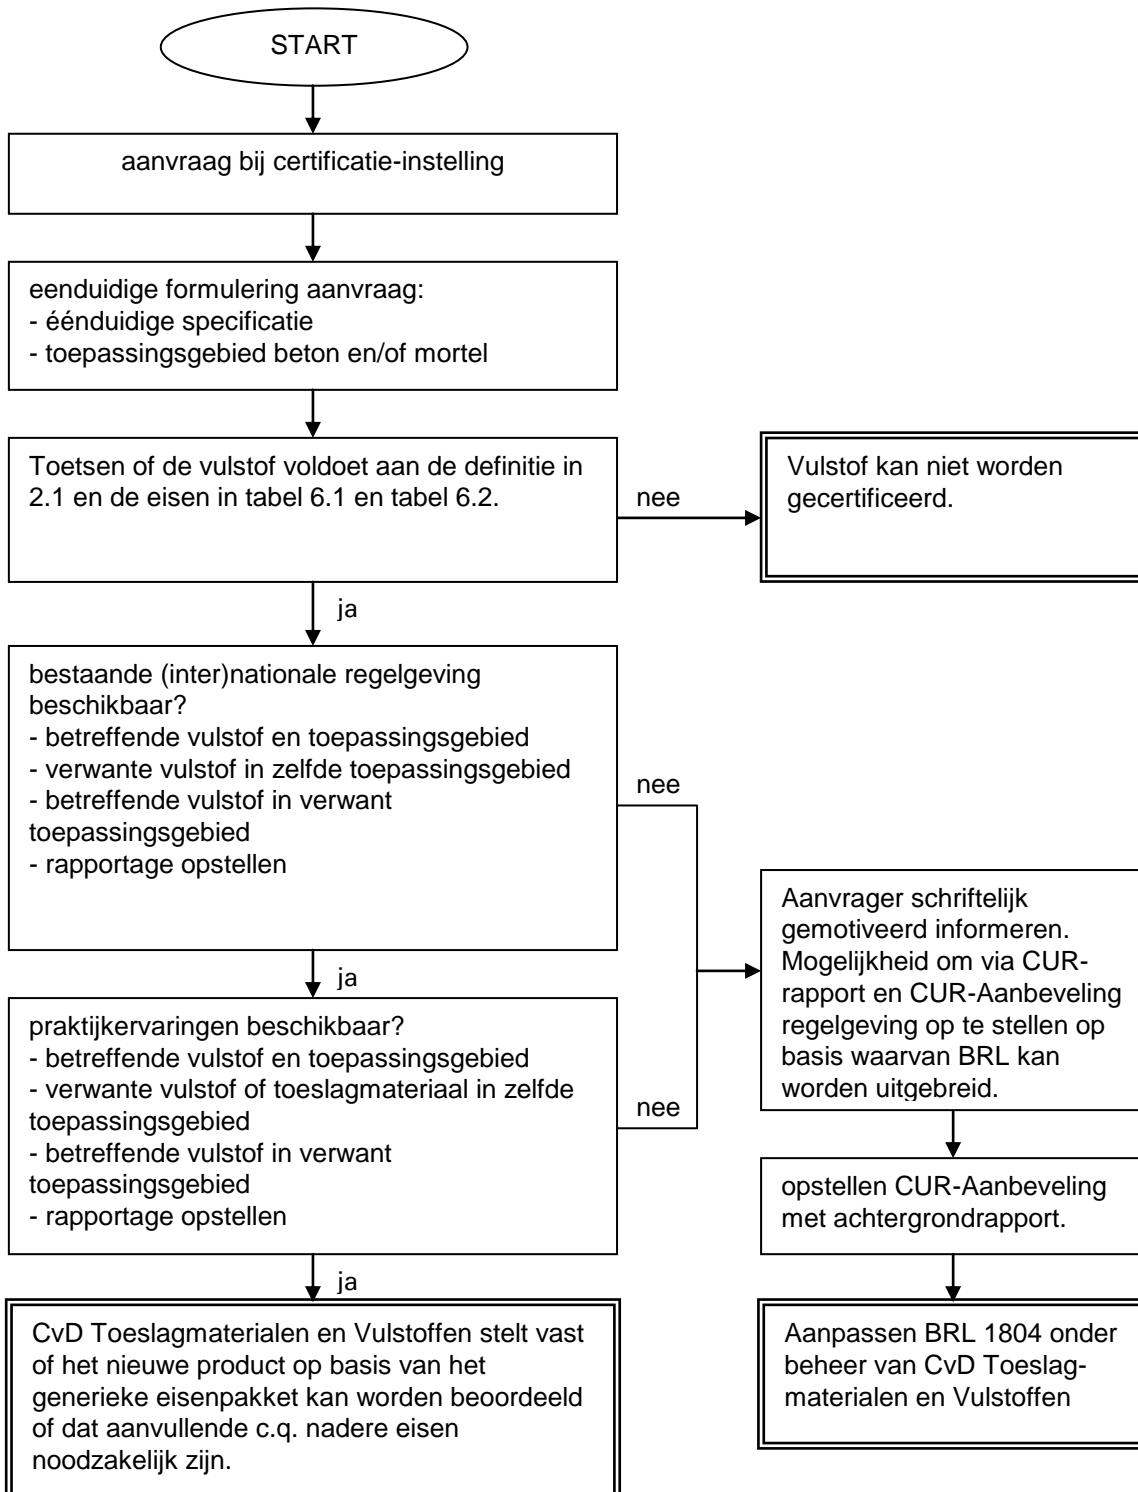 START
aanvraag bij certificatie-instelling
eenduidige formulering aanvraag:
- éénduidige specificatie
- toepassingsgebied beton en/of mortel
Toetsen of de vulstof voldoet aan de definitie in
2.1 en de eisen in tabel 6.1 en tabel 6.2.
nee
Vulstof kan niet worden
gecertificeerd.
ja
bestaande (inter)nationale regelgeving
beschikbaar?
- betreffende vulstof en toepassingsgebied
- verwante vulstof in zelfde toepassingsgebied
- betreffende vulstof in verwant
toepassingsgebied
- rapportage opstellen
nee
ja
praktijkervaringen beschikbaar?
- betreffende vulstof en toepassingsgebied
- verwante vulstof of toeslagmateriaal in zelfde
toepassingsgebied
- betreffende vulstof in verwant
toepassingsgebied
- rapportage opstellen
nee
Aanvrager schriftelijk
gemotiveerd informeren.
Mogelijkheid om via CUR-
rapport en CUR-Aanbeveling
regelgeving op te stellen op
basis waarvan BRL kan
worden uitgebreid.
opstellen CUR-Aanbeveling
met achtergrondrapport.
ja
CvD Toeslagmaterialen en Vulstoffen stelt vast
of het nieuwe product op basis van het
generieke eisenpakket kan worden beoordeeld
of dat aanvullende c.q. nadere eisen
noodzakelijk zijn.
Aanpassen BRL 1804 onder
beheer van CvD Toeslag-
materialen en Vulstoffen